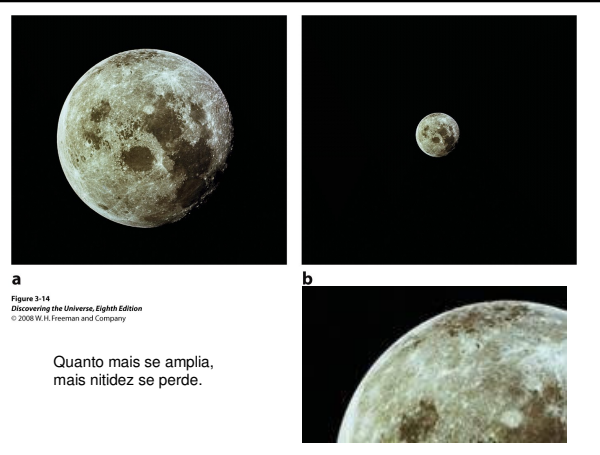 a
b
Figure 3-14
Discovering the Universe, Eighth Edition
© 2008 W. H. Freeman and Company
Quanto mais se amplia,
mais nitidez se perde.